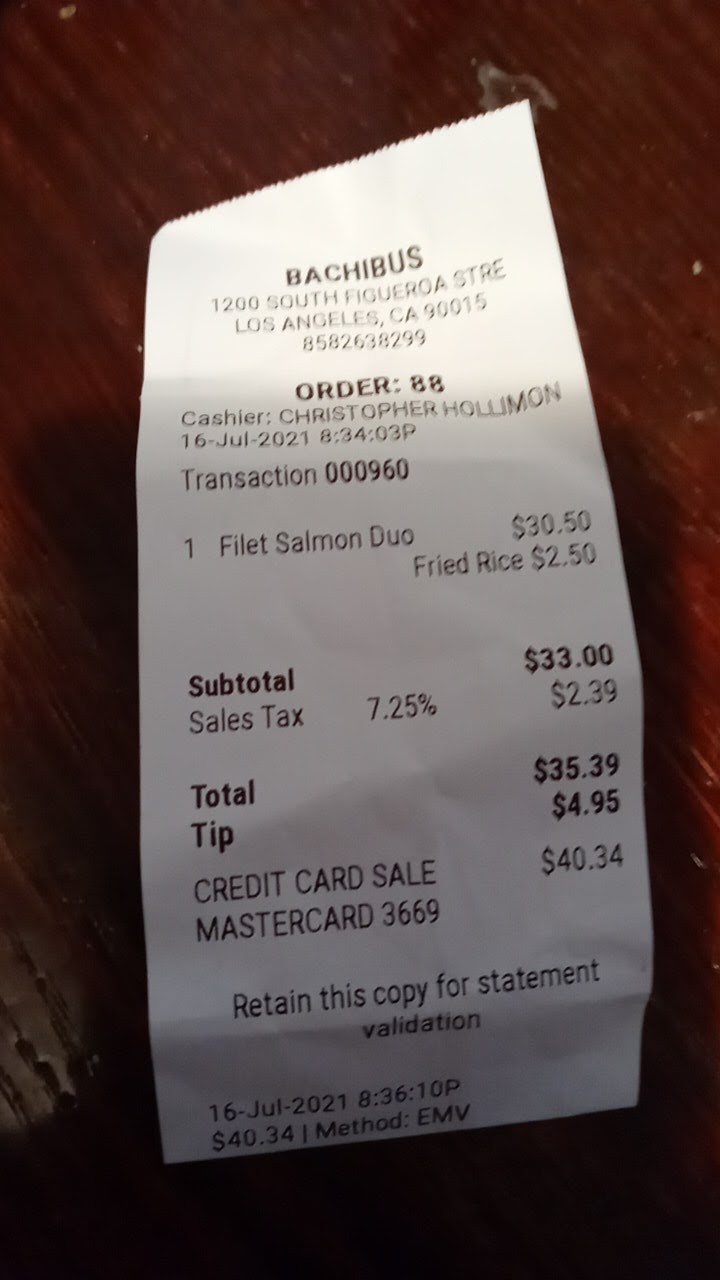 BACHIBUS
1200 SOUTH FIGUEROA STRE
LOS ANGELES, CA 90015
8582638299
ORDER: 88
Cashier: CHRISTOPHER HOLLIMON
16-Jul-2021 8:34:03P
Transaction 000960
1 Filet Salmon Duo $30.50
Fried Rice $2.50
Subtotal $33.00
Sales Tax 7.25% $2.39
Total $35.39
Tip $4.95
CREDIT CARD SALE $40.34
MASTERCARD 3669
Retain this copy for statement
validation
16-Jul-2021 8:36:10P
$40.34 | Method: EMV